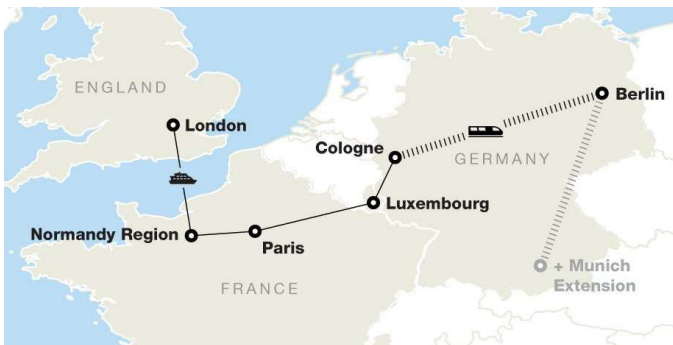 ENGLAND
London
Berlin
Cologne
GERMANY
Luxembourg
Normandy Region
Paris
+ Munich
Extension
FRANCE